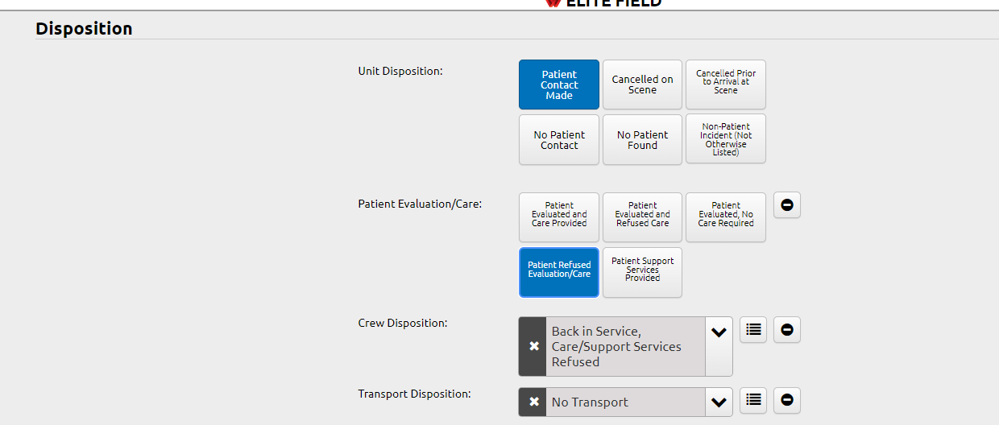 ELITE FIELD
Disposition
Unit Disposition:
Patient
Contact
Made
Cancelled on
Scene
Cancelled Prior
to Arrival at
Scene
No Patient
Contact
No Patient
Found
Non-Patient
Incident (Not
Otherwise
Listed)
Patient Evaluation/Care:
Patient
Evaluated and
Care Provided
Patient
Evaluated and
Refused Care
Patient
Evaluated, No
Care Required
Patient Refused
Evaluation/Care
Patient Support
Services
Provided
Crew Disposition:
Back in Service,
Care/Support Services
Refused
Transport Disposition:
No Transport